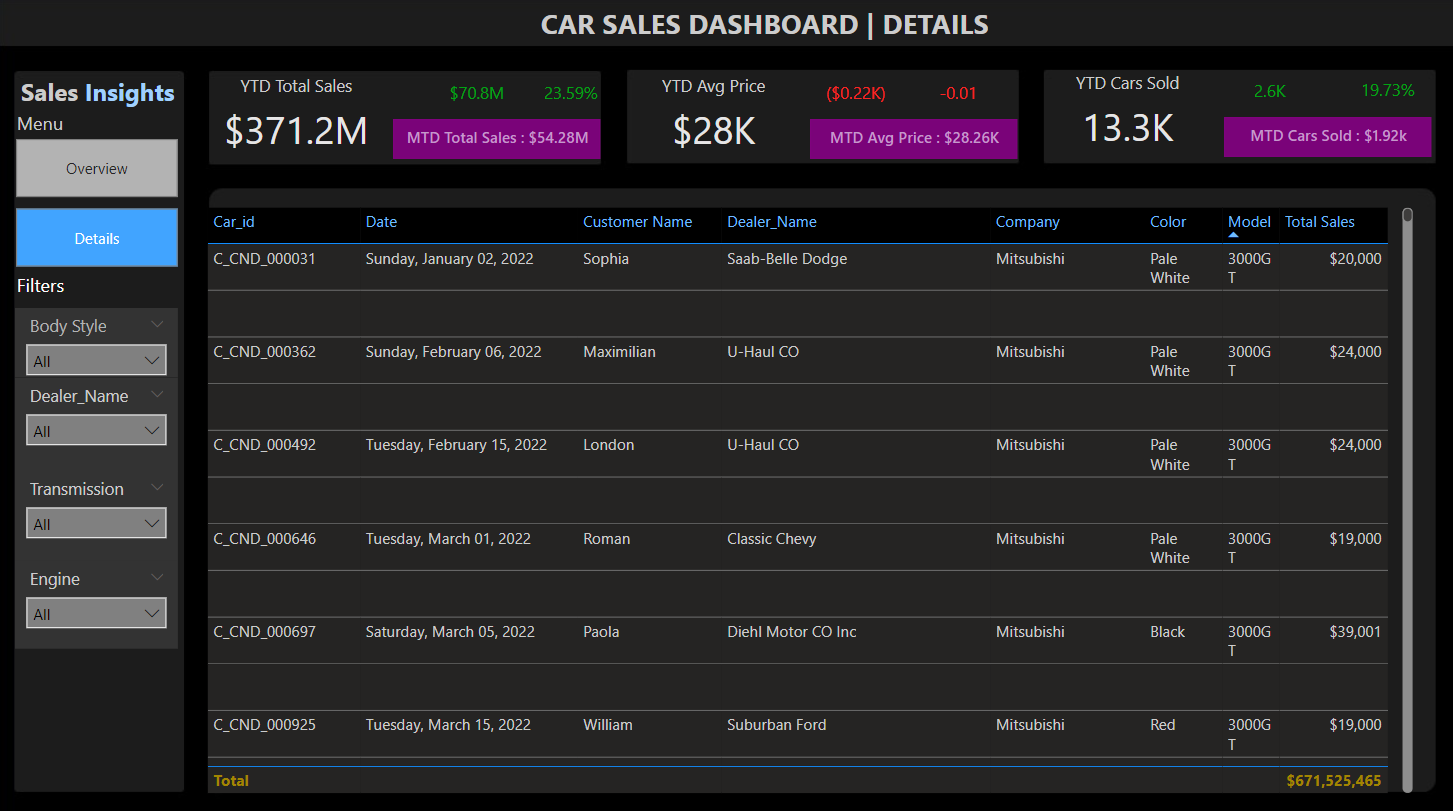 CAR SALES DASHBOARD | DETAILS
Sales Insights
Menu
Overview
Details
Filters
Body Style
All
Dealer_Name
All
Transmission
All
Engine
All
YTD Total Sales
$70.8M 23.59%
$371.2M
MTD Total Sales : $54.28M
YTD Avg Price
($0.22K) -0.01
$28K
MTD Avg Price : $28.26K
YTD Cars Sold
2.6K 19.73%
13.3K
MTD Cars Sold : $1.92k
Car_id Date Customer Name Dealer_Name Company Color Model Total Sales
C_CND_000031 Sunday, January 02, 2022 Sophia Saab-Belle Dodge Mitsubishi Pale 3000G $20,000
White T
C_CND_000362 Sunday, February 06, 2022 Maximilian U-Haul CO Mitsubishi Pale 3000G $24,000
White T
C_CND_000492 Tuesday, February 15, 2022 London U-Haul CO Mitsubishi Pale 3000G $24,000
White T
C_CND_000646 Tuesday, March 01, 2022 Roman Classic Chevy Mitsubishi Pale 3000G $19,000
White T
C_CND_000697 Saturday, March 05, 2022 Paola Diehl Motor CO Inc Mitsubishi Black 3000G $39,001
T
C_CND_000925 Tuesday, March 15, 2022 William Suburban Ford Mitsubishi Red 3000G $19,000
T
Total $671,525,465